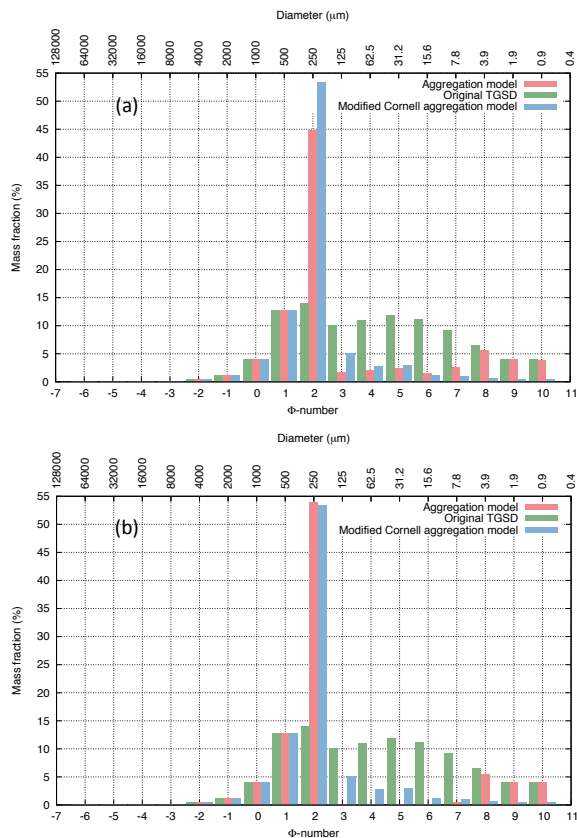 Diameter (μm)
128000 64000 32000 16000 8000 4000 2000 1000 500 250 125 62.5 31.2 15.6 7.8 3.9 1.9 0.9 0.4
55
50
45
40
35
30
25
20
15
10
5
0
Mass fraction (%)
(a)
Aggregation model
Original TGSD
Modified Cornell aggregation model
-7 -6 -5 -4 -3 -2 -1 0 1 2 3 4 5 6 7 8 9 10 11
Φ-number
Diameter (μm)
128000 64000 32000 16000 8000 4000 2000 1000 500 250 125 62.5 31.2 15.6 7.8 3.9 1.9 0.9 0.4
55
50
45
40
35
30
25
20
15
10
5
0
Mass fraction (%)
(b)
Aggregation model
Original TGSD
Modified Cornell aggregation model
-7 -6 -5 -4 -3 -2 -1 0 1 2 3 4 5 6 7 8 9 10 11
Φ-number